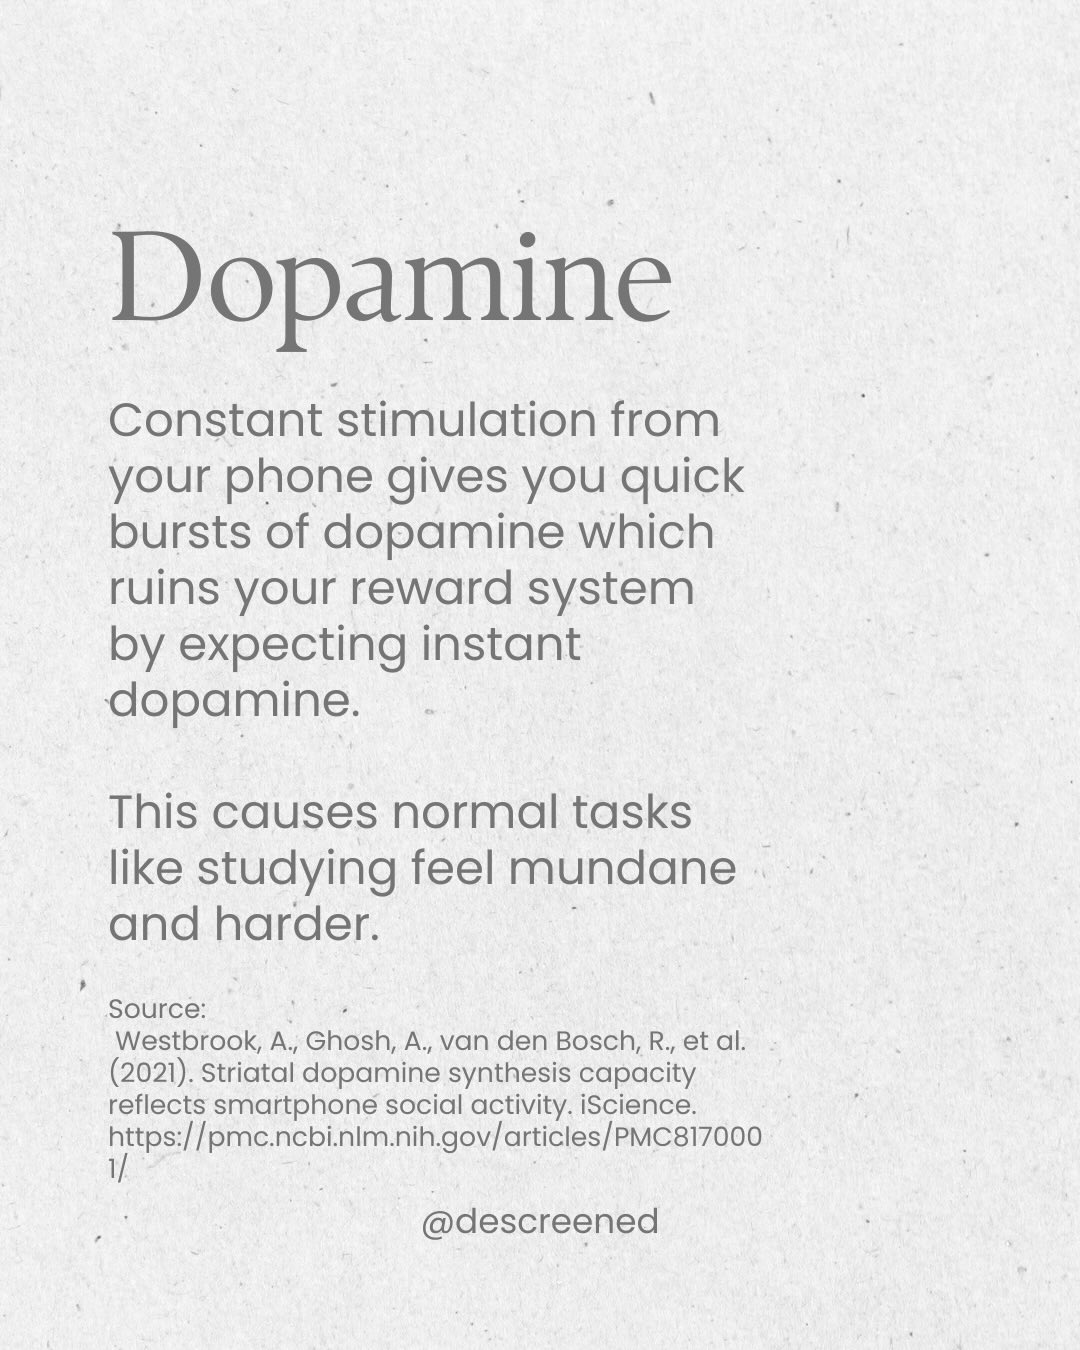 Dopamine
Constant stimulation from
your phone gives you quick
bursts of dopamine which
ruins your reward system
by expecting instant
dopamine.
This causes normal tasks
like studying feel mundane
and harder.
Source:
Westbrook, A., Ghosh, A., van den Bosch, R., et al.
(2021). Striatal dopamine synthesis capacity
reflects smartphone social activity. iScience.
https://pmc.ncbi.nlm.nih.gov/articles/PMC817000
1/
@descreened